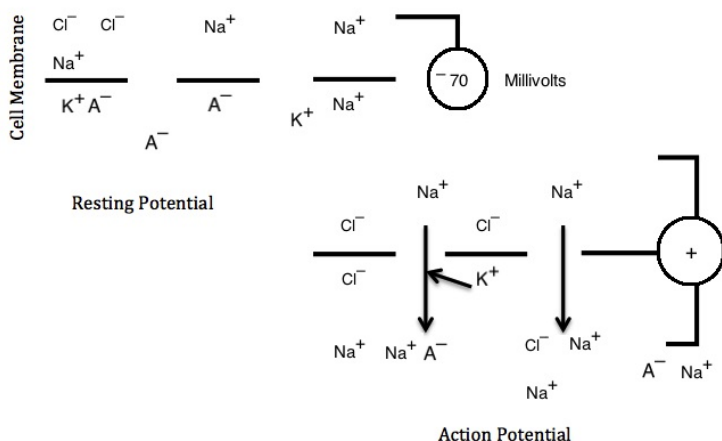 Cl⁻ Cl⁻ Na⁺ Na⁺
Na⁺
Cell Membrane
⁻70 Millivolts
K⁺ A⁻ A⁻ Na⁺
K⁺
A⁻
Resting Potential
Na⁺ Na⁺
Cl⁻ Cl⁻
+
Cl⁻ K⁺
Na⁺ Na⁺ A⁻ Cl⁻ Na⁺
A⁻ Na⁺
Na⁺
Action Potential